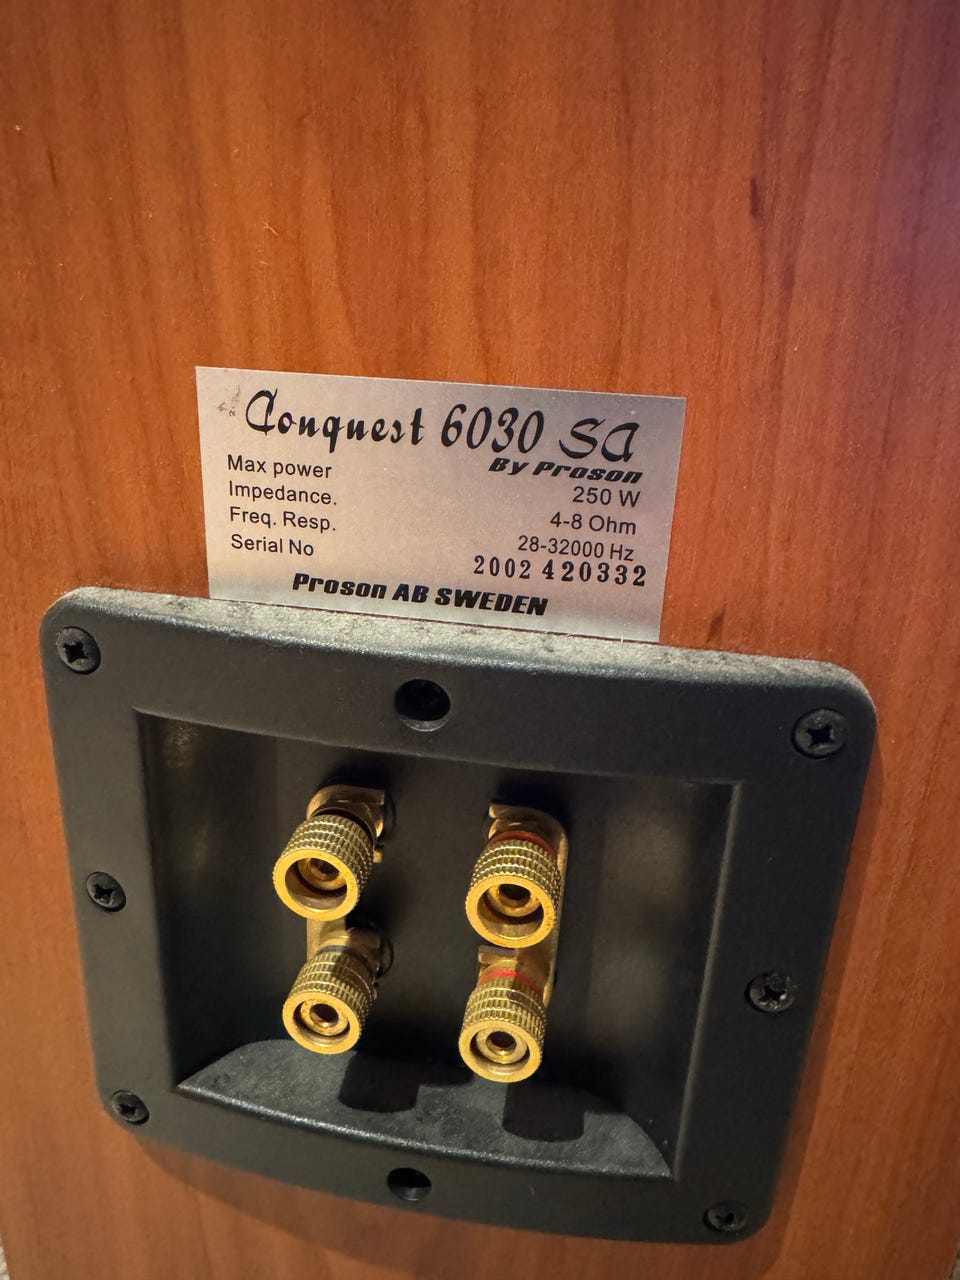 Conquest 6030 SA
By Proson
Max power 250 W
Impedance. 4-8 Ohm
Freq. Resp. 28-32000 Hz
Serial No 2002 420332
Proson AB SWEDEN